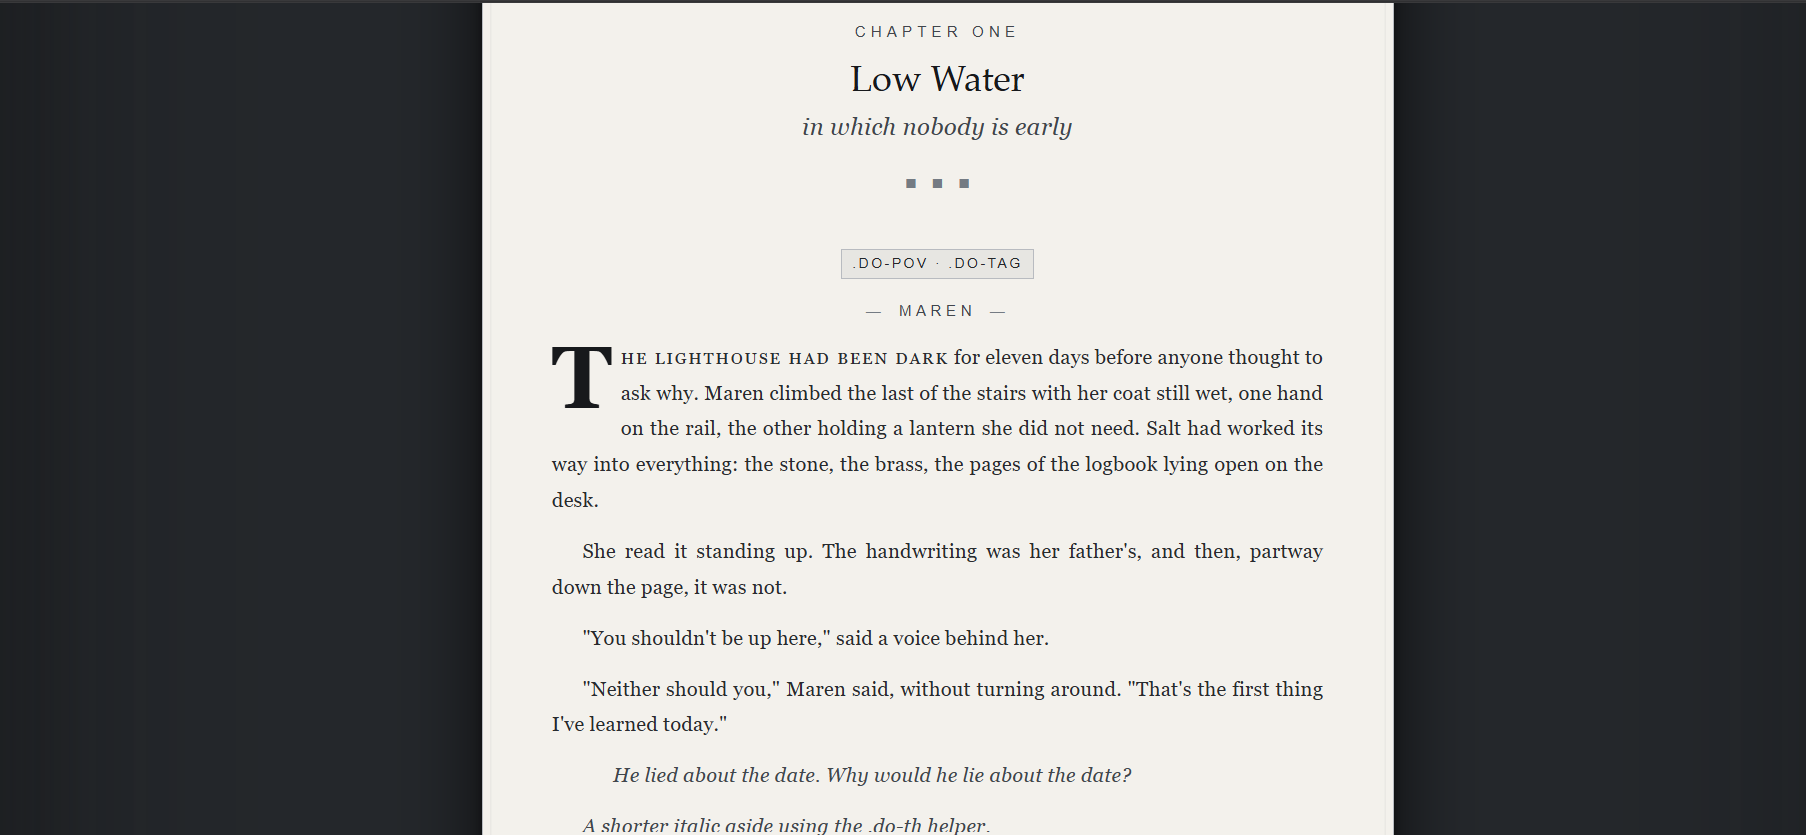 CHAPTER ONE
Low Water
in which nobody is early
.DO-POV · .DO-TAG
— MAREN —
THE LIGHTHOUSE HAD BEEN DARK for eleven days before anyone thought to
ask why. Maren climbed the last of the stairs with her coat still wet, one hand
on the rail, the other holding a lantern she did not need. Salt had worked its
way into everything: the stone, the brass, the pages of the logbook lying open on the
desk.
She read it standing up. The handwriting was her father's, and then, partway
down the page, it was not.
"You shouldn't be up here," said a voice behind her.
"Neither should you," Maren said, without turning around. "That's the first thing
I've learned today."
He lied about the date. Why would he lie about the date?
A shorter italic aside using the .do-th helper.